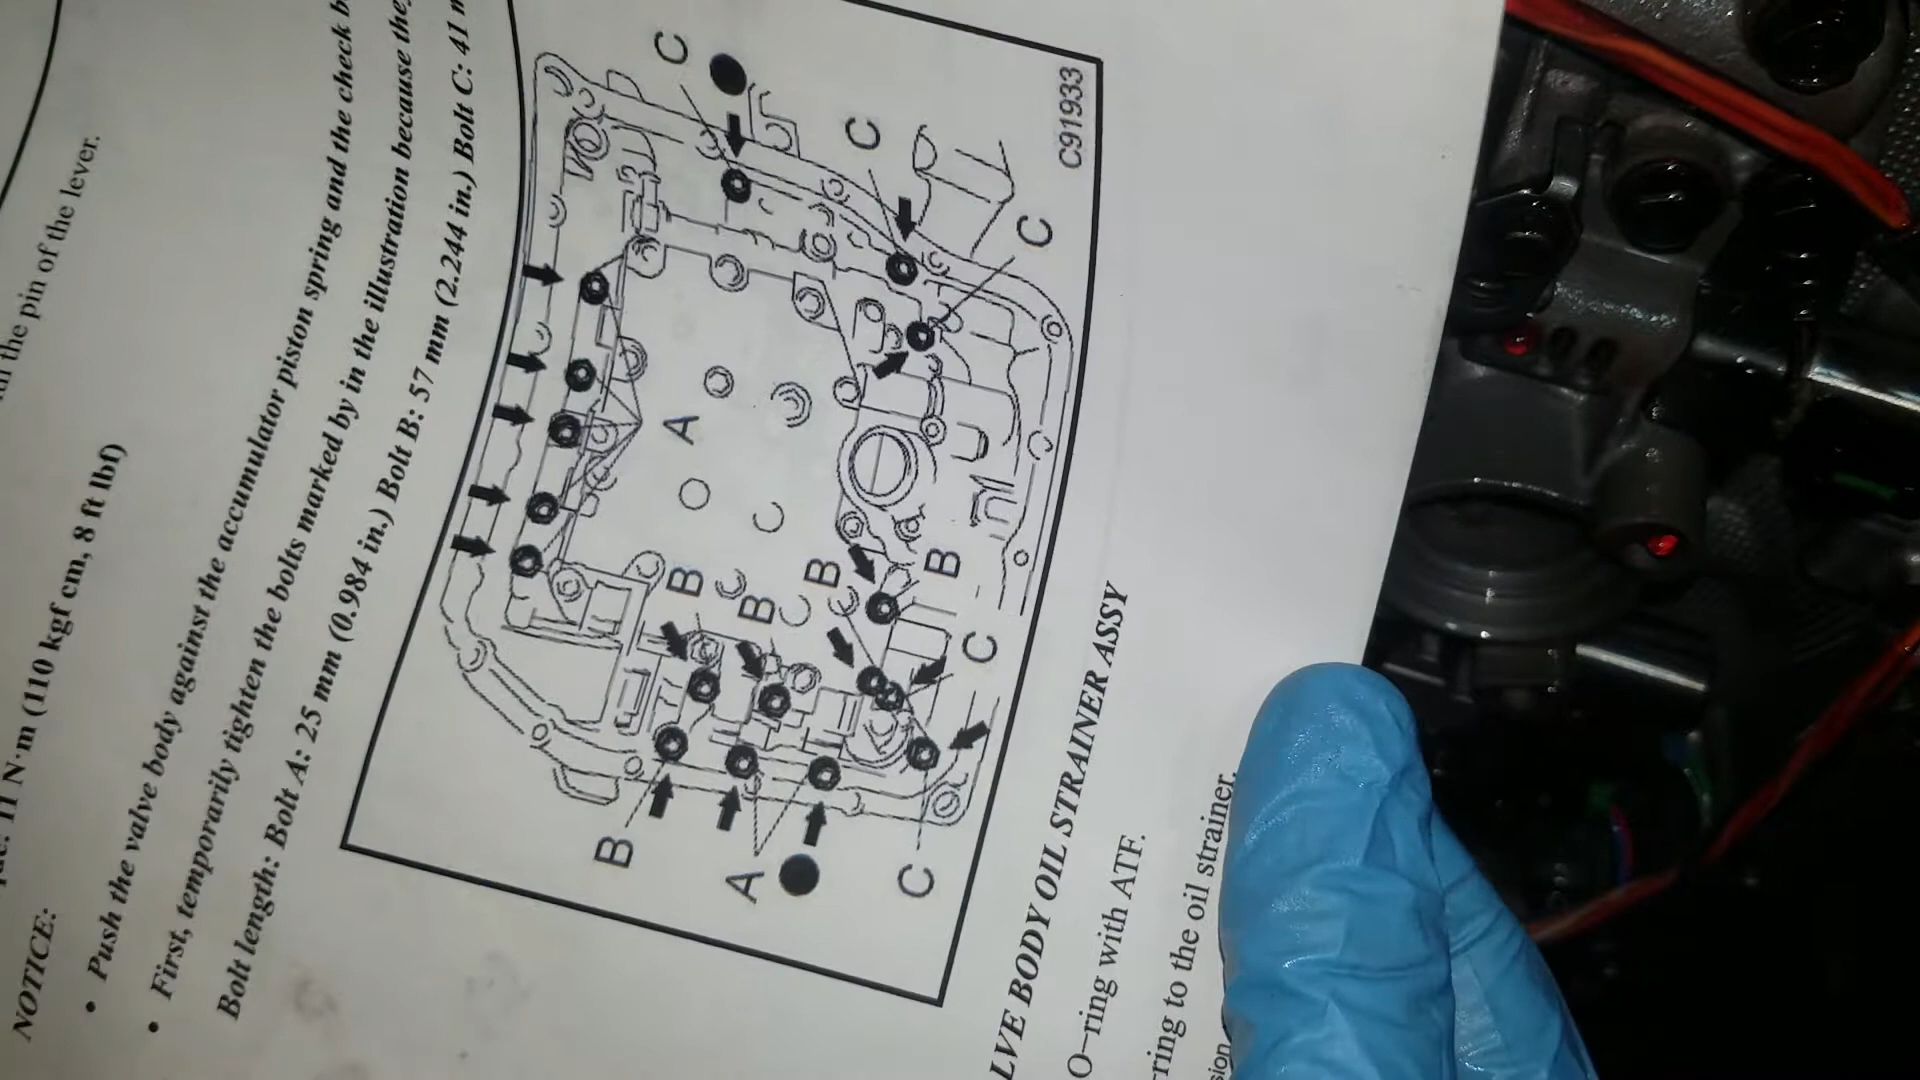 the pin of the lever.
11 N·m (110 kgf cm, 8 ft lbf)
NOTICE:
• Push the valve body against the accumulator piston spring and the check b
• First, temporarily tighten the bolts marked by in the illustration because they
Bolt length: Bolt A: 25 mm (0.984 in.) Bolt B: 57 mm (2.244 in.) Bolt C: 41 m
C
C
C
A
B
B
B
B
C
B
A
C
C91933
LVE BODY OIL STRAINER ASSY
O–ring with ATF.
ring to the oil strainer.
sion